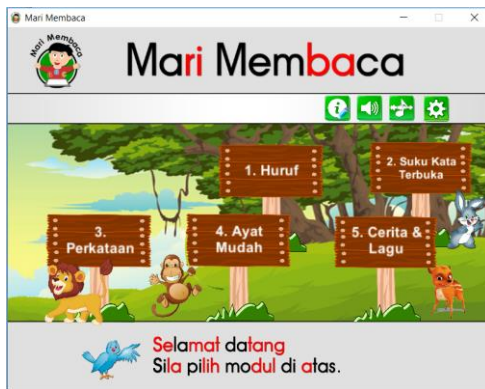 Mari Membaca
Mari Membaca
Mari Membaca
1. Huruf
2. Suku Kata
Terbuka
3.
Perkataan
4. Ayat
Mudah
5. Cerita &
Lagu
Selamat datang
Sila pilih modul di atas.